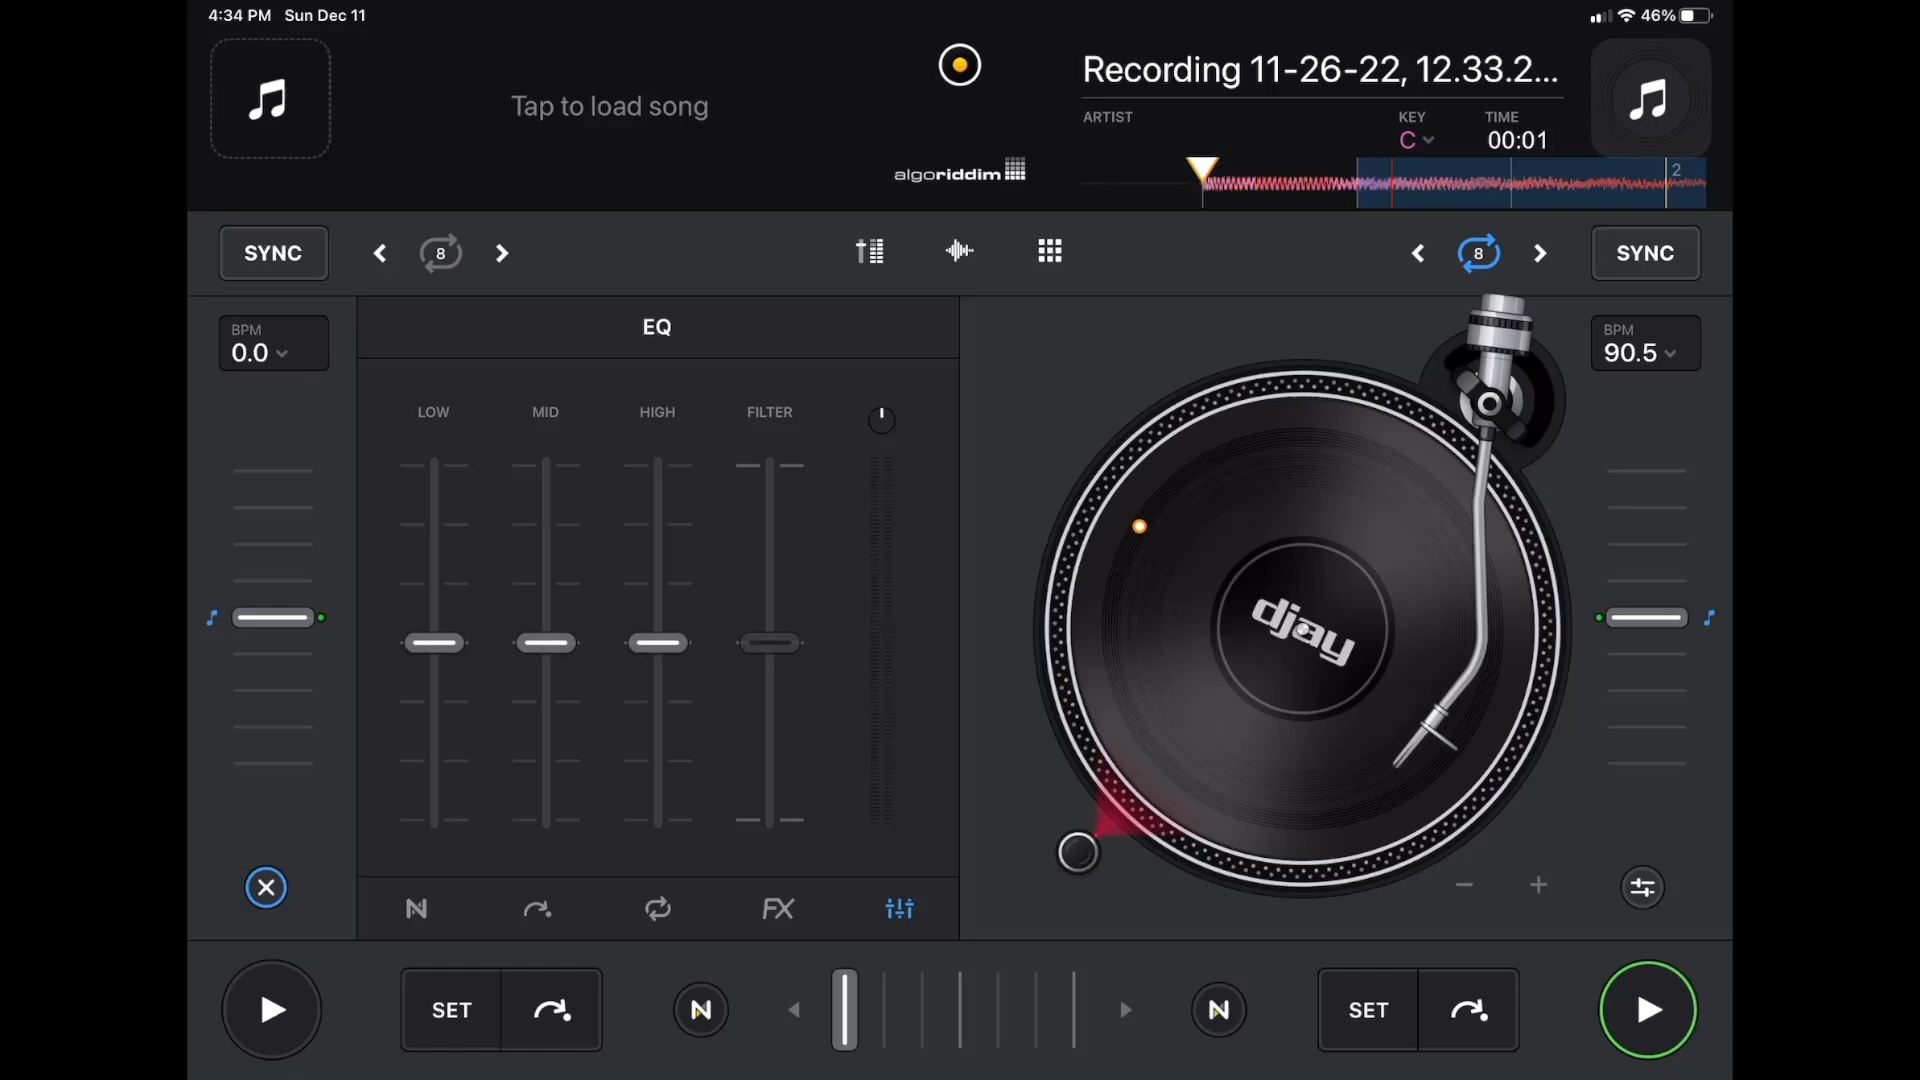 4:34 PM Sun Dec 11
46%
Tap to load song
Recording 11-26-22, 12.33.2...
ARTIST
KEY
C
TIME
00:01
algoriddim
2
SYNC
8
8
SYNC
BPM
0.0
EQ
BPM
90.5
LOW
MID
HIGH
FILTER
djay
FX
SET
SET